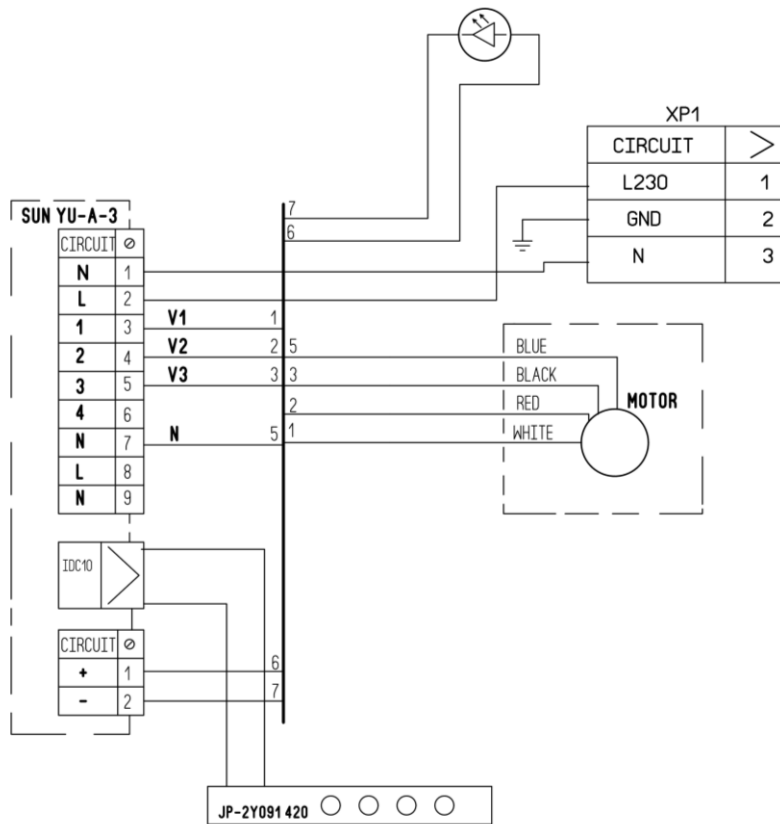 XP1
CIRCUIT
L230 1
GND 2
N 3
SUN YU-A-3
CIRCUIT
N 1
L 2
1 3
2 4
3 5
4 6
N 7
L 8
N 9
7
6
V1 1
V2 2 5
V3 3 3
2
N 5 1
BLUE
BLACK
RED
WHITE
MOTOR
IDC10
CIRCUIT
+ 1
- 2
6
7
JP-2Y091420